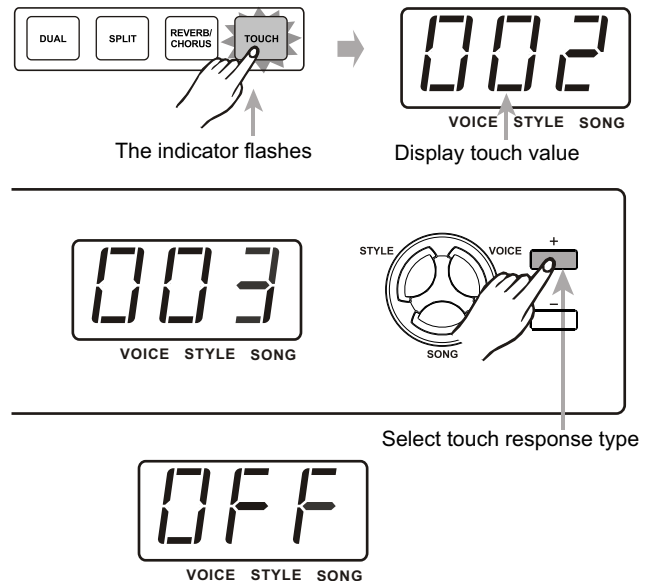 DUAL
SPLIT
REVERB/
CHORUS
TOUCH
002
VOICE STYLE SONG
The indicator flashes
Display touch value
003
VOICE STYLE SONG
STYLE
VOICE
SONG
+
−
Select touch response type
OFF
VOICE STYLE SONG